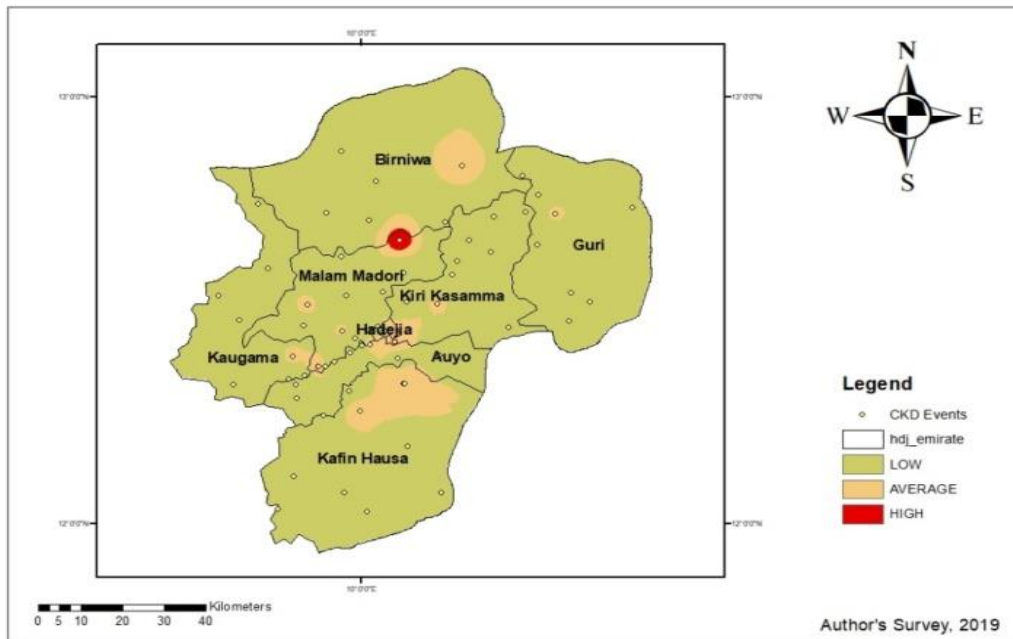 10°0'0"E
N
W E
S
13°0'0"N
13°0'0"N
Birniwa
Guri
Malam Madori
Kiri Kasamma
Hadejia
Kaugama
Auyo
Kafin Hausa
Legend
CKD Events
hdj_emirate
LOW
AVERAGE
HIGH
12°0'0"N
12°0'0"N
10°0'0"E
Kilometers
0 5 10 20 30 40
Author's Survey, 2019